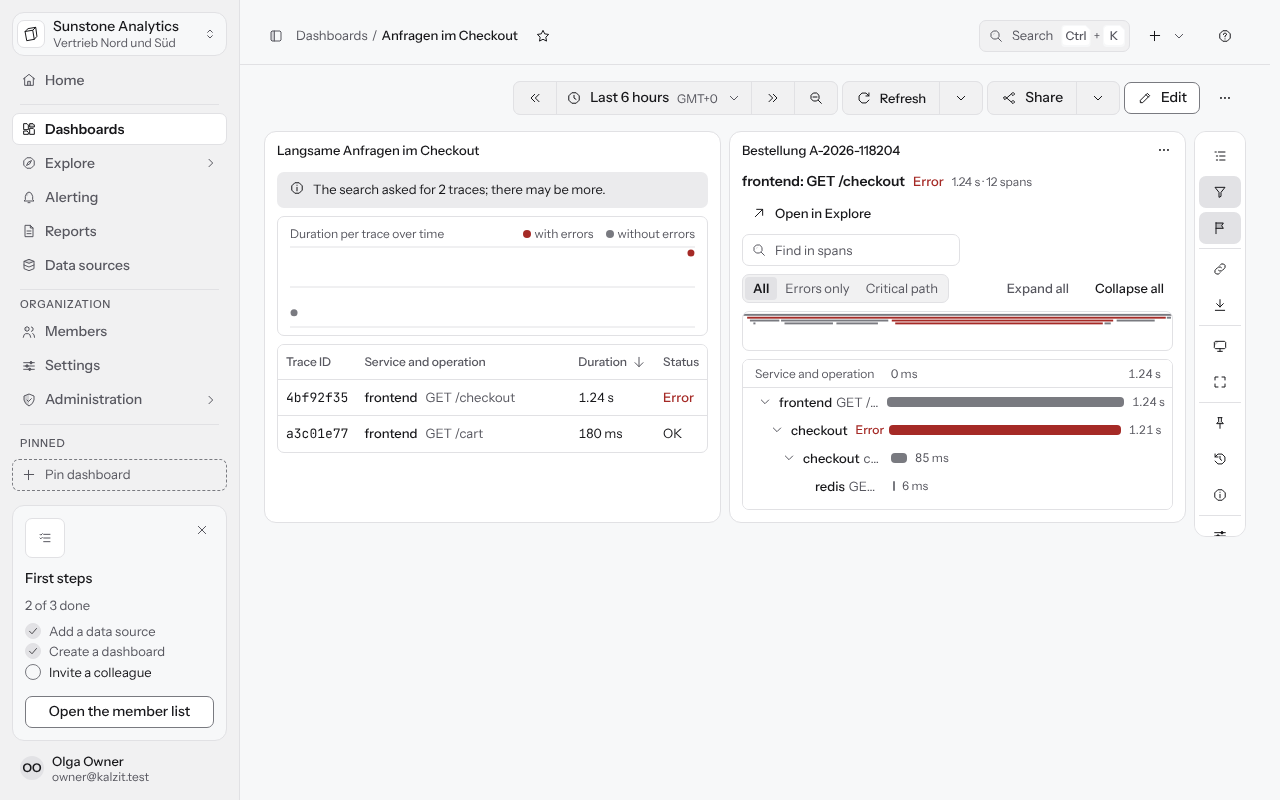 Sunstone Analytics
Vertrieb Nord und Süd
Home
Dashboards
Explore
Alerting
Reports
Data sources
ORGANIZATION
Members
Settings
Administration
PINNED
Pin dashboard
First steps
2 of 3 done
Add a data source
Create a dashboard
Invite a colleague
Open the member list
OO
Olga Owner
owner@kalzit.test
Dashboards / Anfragen im Checkout
Search Ctrl + K
Last 6 hours GMT+0
Refresh
Share
Edit
Langsame Anfragen im Checkout
The search asked for 2 traces; there may be more.
Duration per trace over time with errors without errors
Trace ID Service and operation Duration Status
4bf92f35 frontend GET /checkout 1.24 s Error
a3c01e77 frontend GET /cart 180 ms OK
Bestellung A-2026-118204
frontend: GET /checkout Error 1.24 s · 12 spans
Open in Explore
Find in spans
All Errors only Critical path Expand all Collapse all
Service and operation 0 ms 1.24 s
frontend GET /... 1.24 s
checkout Error 1.21 s
checkout c... 85 ms
redis GE... 6 ms